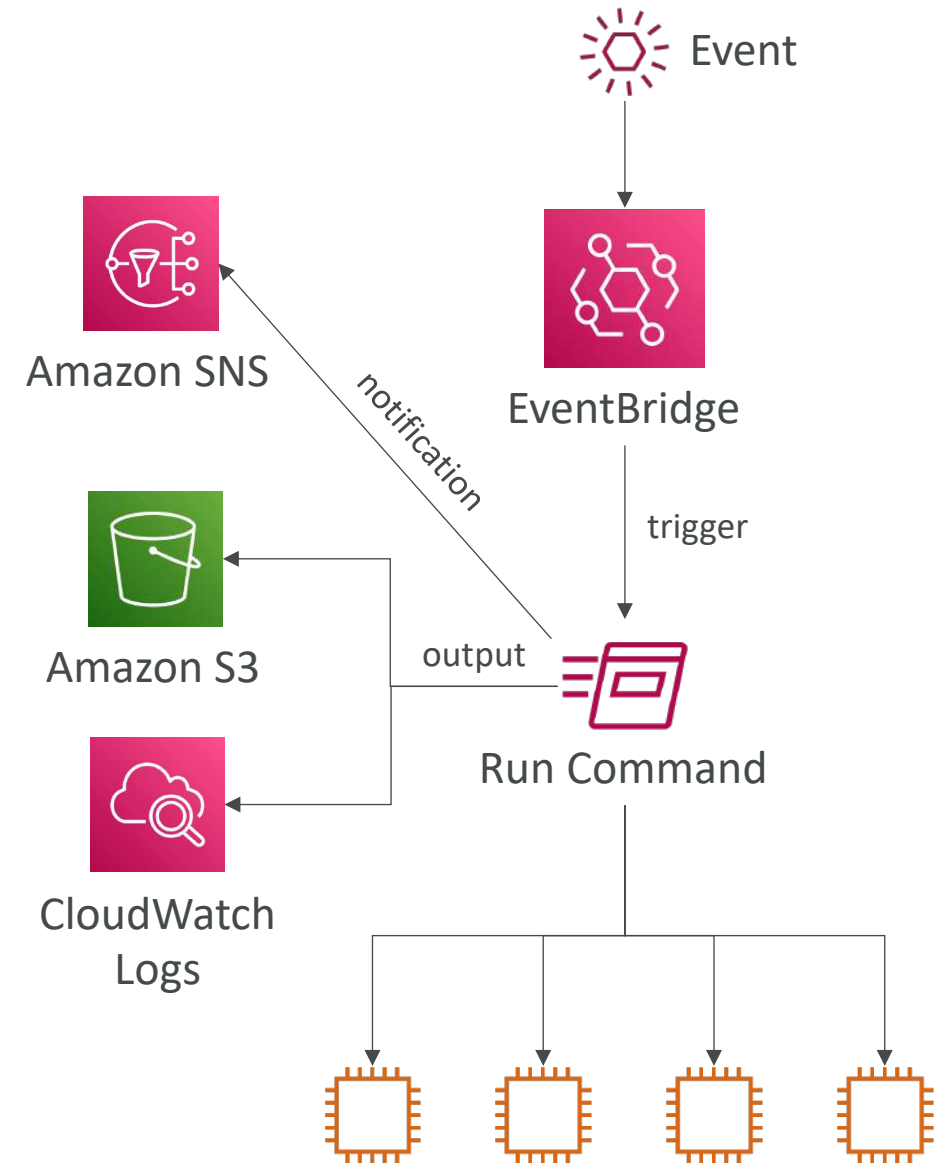 Event
Amazon SNS
EventBridge
notification
trigger
Amazon S3
output
Run Command
CloudWatch
Logs